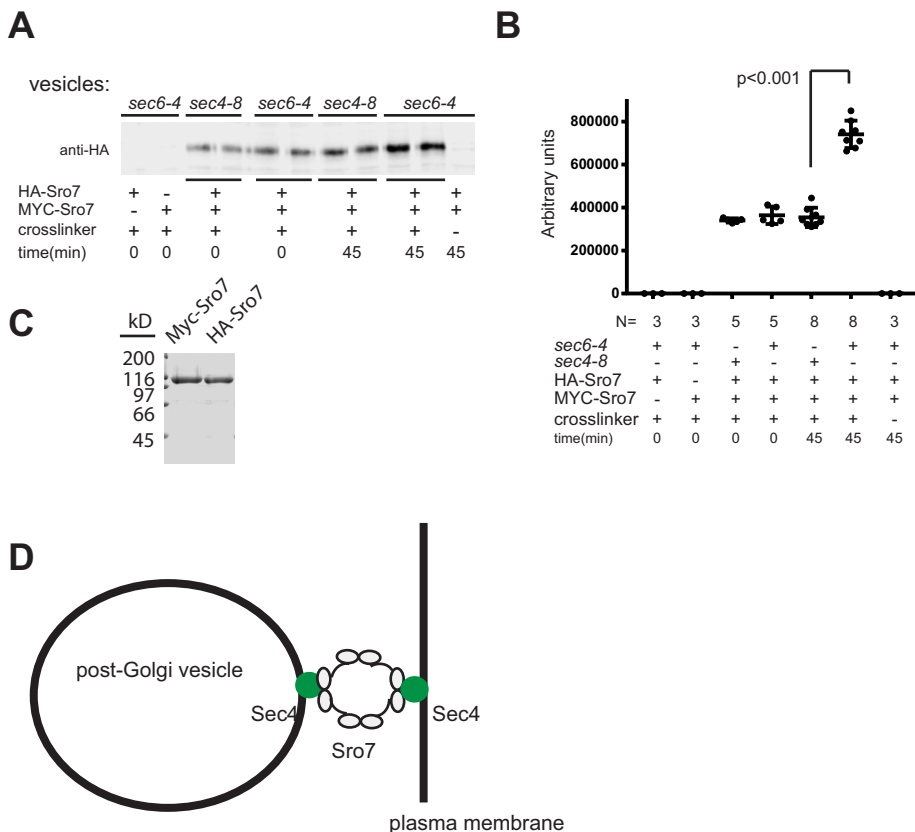 A
vesicles:
sec6-4 sec4-8 sec6-4 sec4-8 sec6-4
anti-HA
HA-Sro7 + - + + + + +
MYC-Sro7 - + + + + + +
crosslinker + + + + + + -
time(min) 0 0 0 0 45 45 45
B
p<0.001
Arbitrary units
800000
600000
400000
200000
0
N= 3 3 5 5 8 8 3
sec6-4 + + - + - + +
sec4-8 - - + - + - -
HA-Sro7 + - + + + + +
MYC-Sro7 - + + + + + +
crosslinker + + + + + + -
time(min) 0 0 0 0 45 45 45
C
kD Myc-Sro7 HA-Sro7
200
116
97
66
45
D
post-Golgi vesicle
Sec4 Sec4
Sro7
plasma membrane